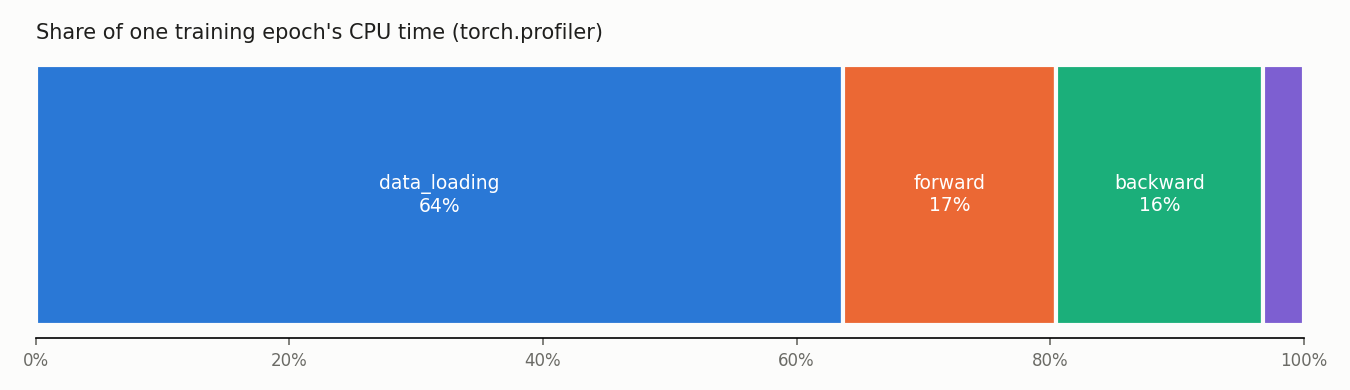 Share of one training epoch's CPU time (torch.profiler)
data_loading
64%
forward
17%
backward
16%
0%
20%
40%
60%
80%
100%